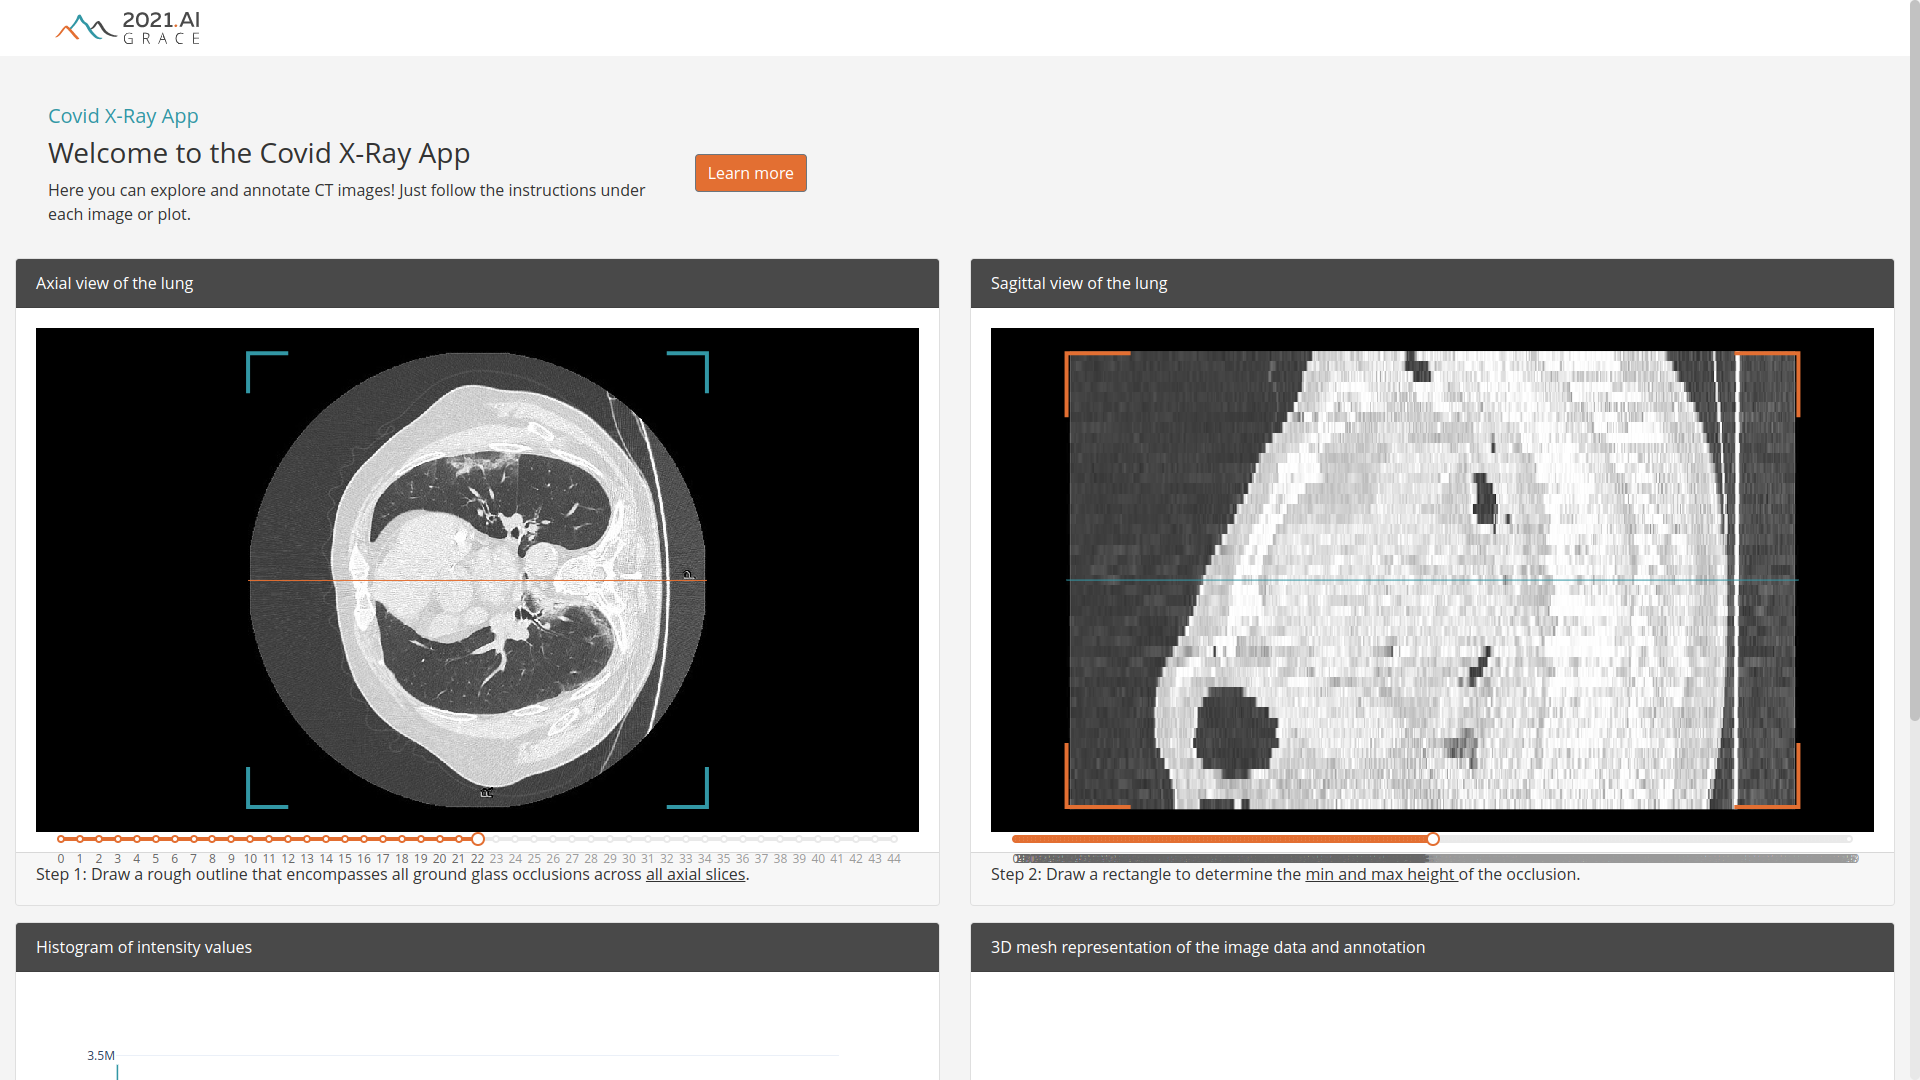 2021.AI
GRACE
Covid X-Ray App
Welcome to the Covid X-Ray App
Here you can explore and annotate CT images! Just follow the instructions under
each image or plot.
Learn more
Axial view of the lung
Sagittal view of the lung
0 1 2 3 4 5 6 7 8 9 10 11 12 13 14 15 16 17 18 19 20 21 22 23 24 25 26 27 28 29 30 31 32 33 34 35 36 37 38 39 40 41 42 43 44
Step 1: Draw a rough outline that encompasses all ground glass occlusions across all axial slices.
Step 2: Draw a rectangle to determine the min and max height of the occlusion.
Histogram of intensity values
3D mesh representation of the image data and annotation
3.5M